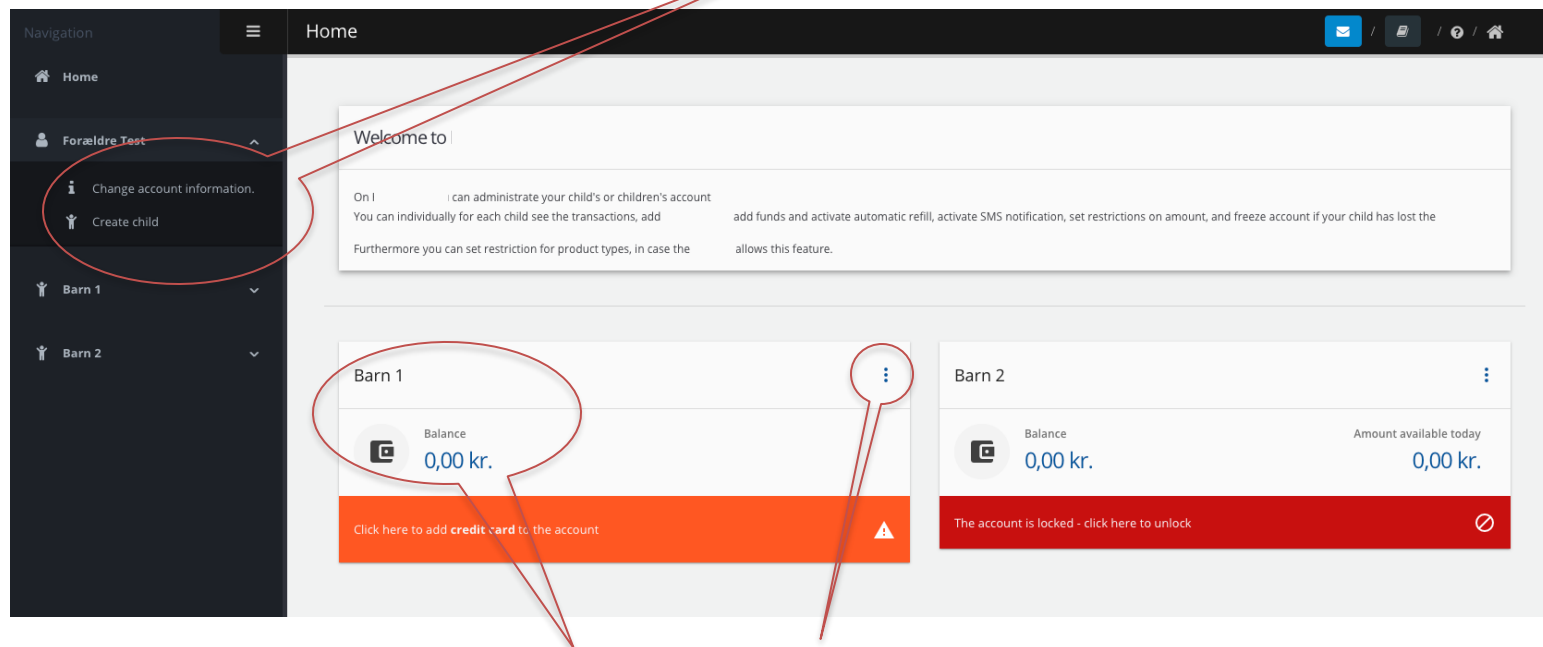 Navigation
Home
/ / /
Home
Forældre Test
Change account information.
Create child
Barn 1
Barn 2
Welcome to
On can administrate your child's or children's account
You can individually for each child see the transactions, add add funds and activate automatic refill, activate SMS notification, set restrictions on amount, and freeze account if your child has lost the
Furthermore you can set restriction for product types, in case the allows this feature.
Barn 1
Balance
0,00 kr.
Click here to add credit card to the account
Barn 2
Balance
0,00 kr.
Amount available today
0,00 kr.
The account is locked - click here to unlock